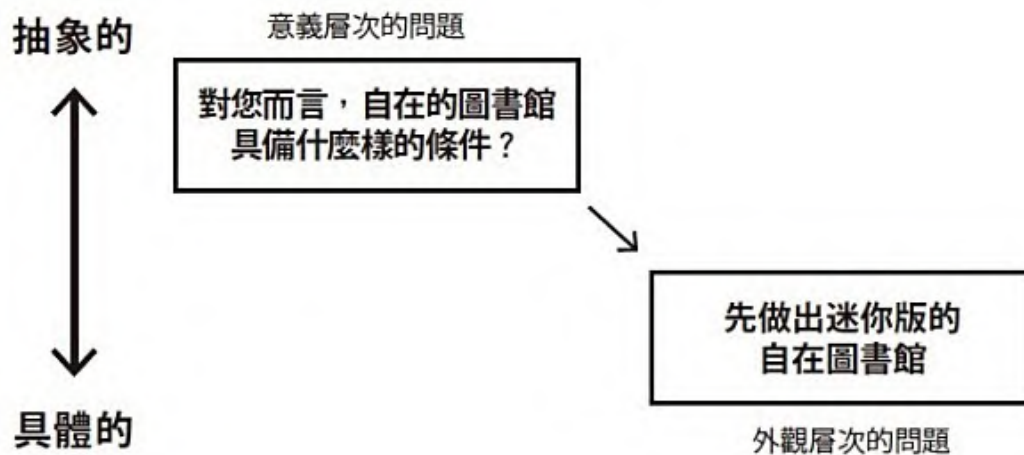 抽象的
意義層次的問題
對您而言，自在的圖書館
具備什麼樣的條件？
先做出迷你版的
自在圖書館
具體的
外觀層次的問題